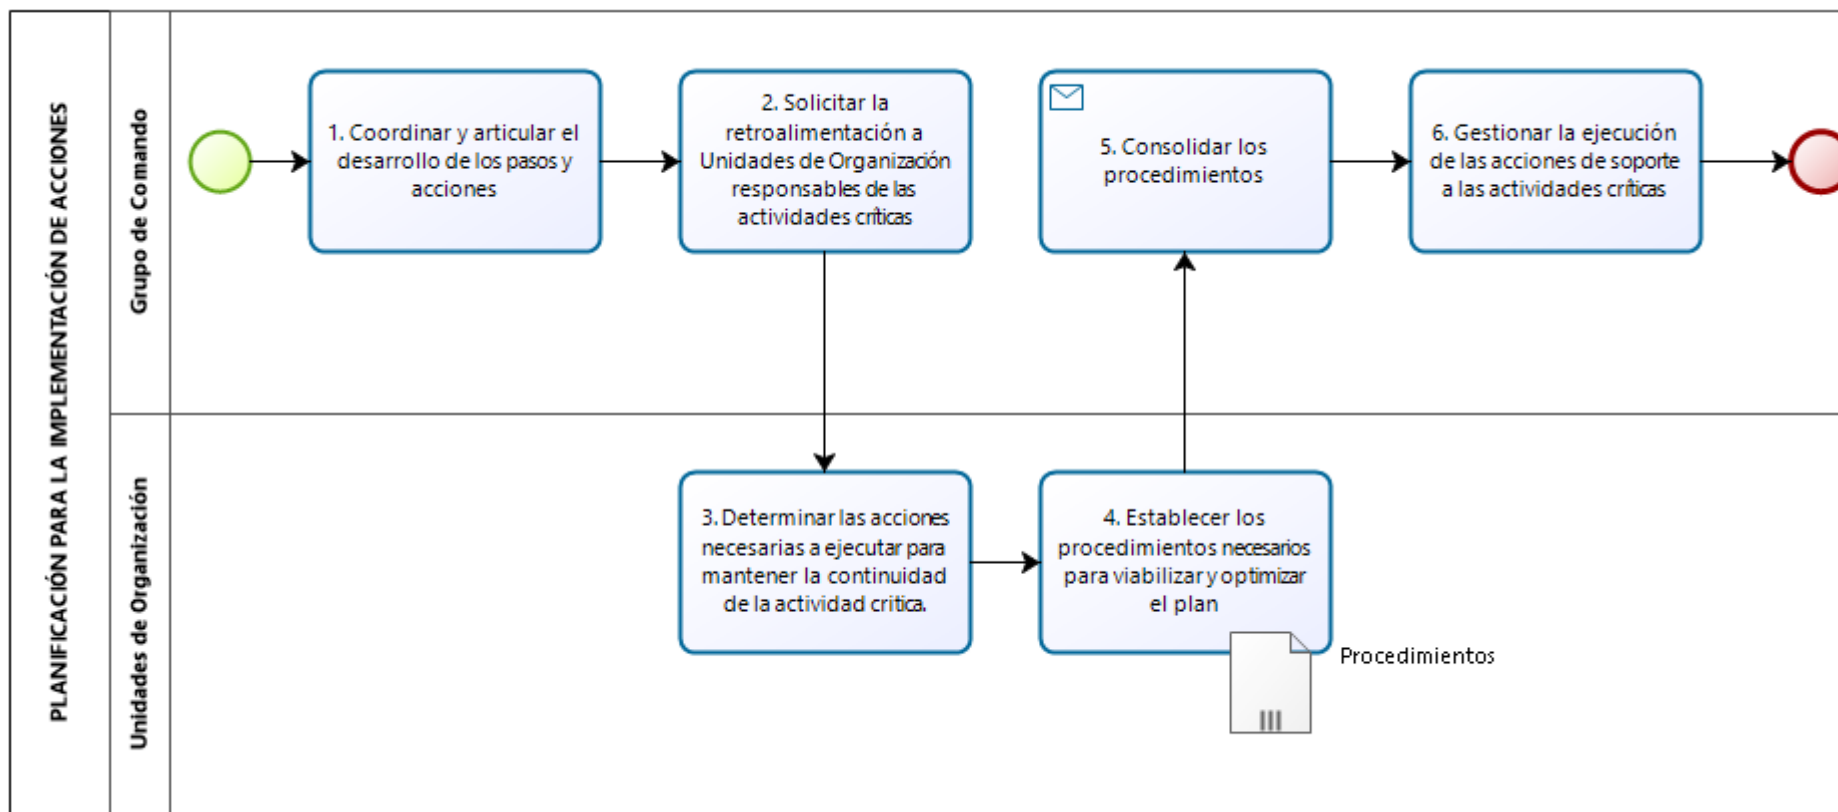 PLANIFICACIÓN PARA LA IMPLEMENTACIÓN DE ACCIONES
Grupo de Comando
1. Coordinar y articular el
desarrollo de los pasos y
acciones
2. Solicitar la
retroalimentación a
Unidades de Organización
responsables de las
actividades críticas
5. Consolidar los
procedimientos
6. Gestionar la ejecución
de las acciones de soporte
a las actividades críticas
Unidades de Organización
3. Determinar las acciones
necesarias a ejecutar para
mantener la continuidad
de la actividad critica.
4. Establecer los
procedimientos necesarios
para viabilizar y optimizar
el plan
Procedimientos